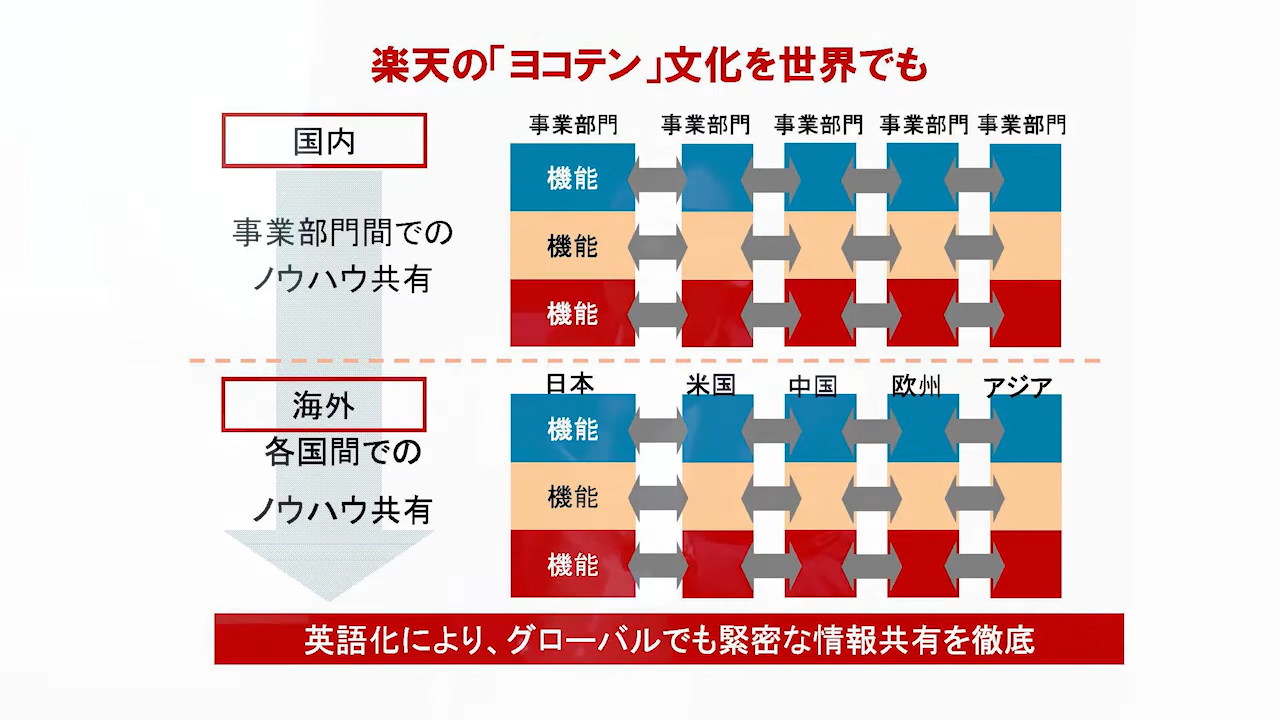 楽天の「ヨコテン」文化を世界でも
国内
事業部門間での
ノウハウ共有
事業部門 事業部門 事業部門 事業部門 事業部門
機能
機能
機能
海外
各国間での
ノウハウ共有
日本 米国 中国 欧州 アジア
機能
機能
機能
英語化により、グローバルでも緊密な情報共有を徹底